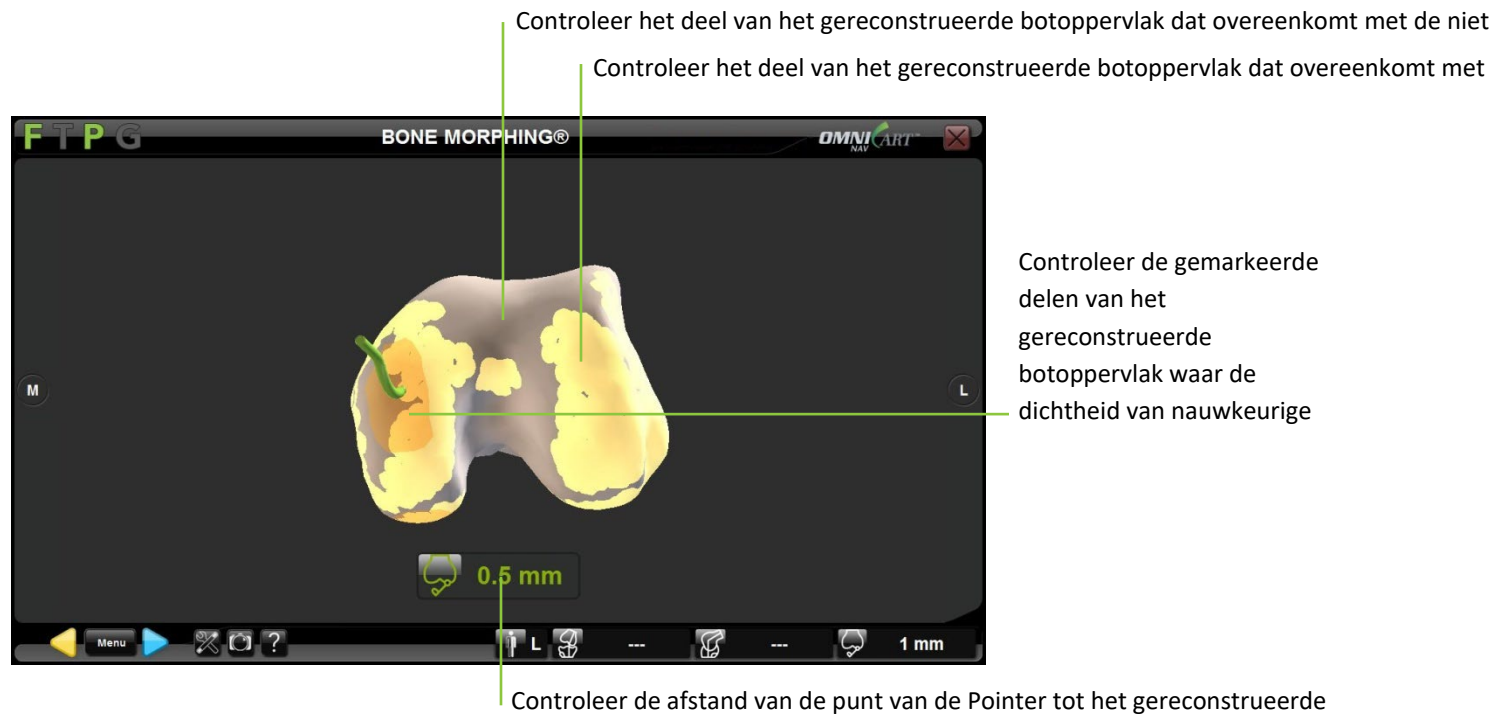 Controleer het deel van het gereconstrueerde botoppervlak dat overeenkomt met de niet
Controleer het deel van het gereconstrueerde botoppervlak dat overeenkomt met
F T P G
BONE MORPHING®
OMNI NAV CART™
Controleer de gemarkeerde
delen van het
gereconstrueerde
botoppervlak waar de
dichtheid van nauwkeurige
M
L
0.5 mm
Menu
?
L
---
---
1 mm
Controleer de afstand van de punt van de Pointer tot het gereconstrueerde